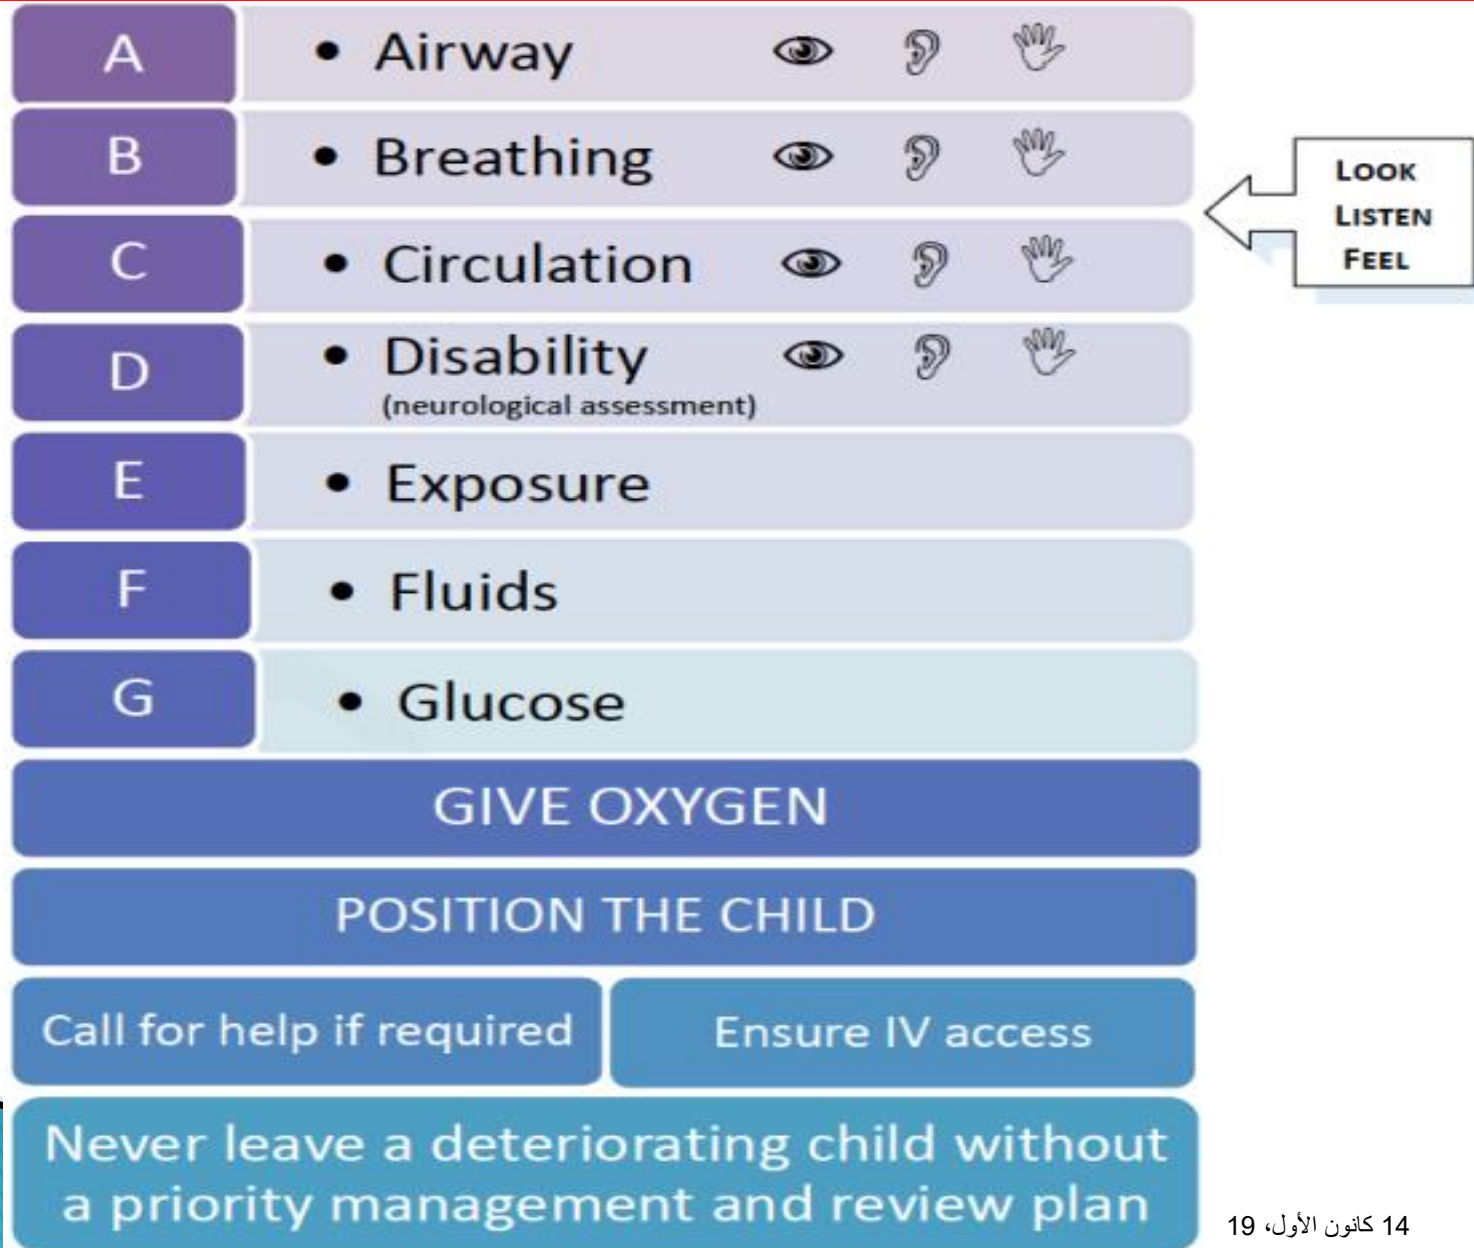 A
• Airway
B
• Breathing
C
• Circulation
D
• Disability
(neurological assessment)
E
• Exposure
F
• Fluids
G
• Glucose
LOOK
LISTEN
FEEL
GIVE OXYGEN
POSITION THE CHILD
Call for help if required
Ensure IV access
Never leave a deteriorating child without
a priority management and review plan
14 كانون الأول، 19